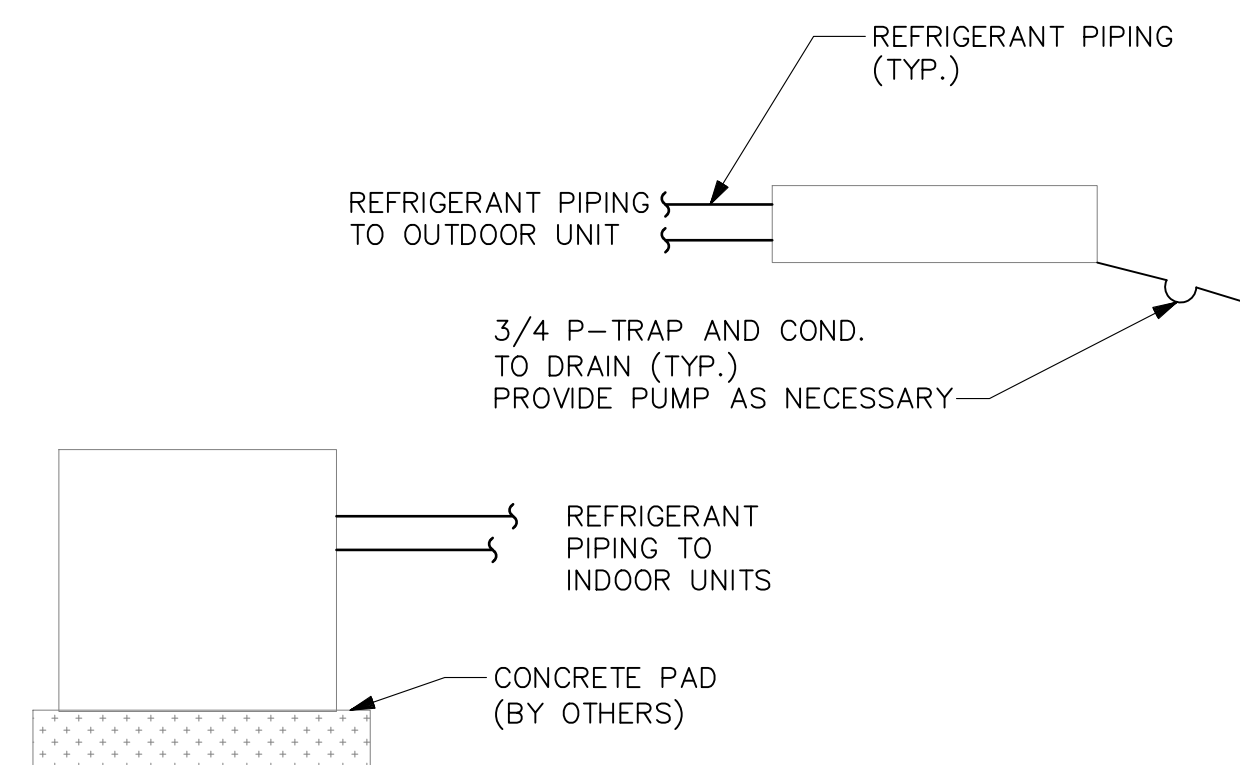 REFRIGERANT PIPING
(TYP.)
REFRIGERANT PIPING
TO OUTDOOR UNIT
3/4 P-TRAP AND COND.
TO DRAIN (TYP.)
PROVIDE PUMP AS NECESSARY
REFRIGERANT
PIPING TO
INDOOR UNITS
CONCRETE PAD
(BY OTHERS)